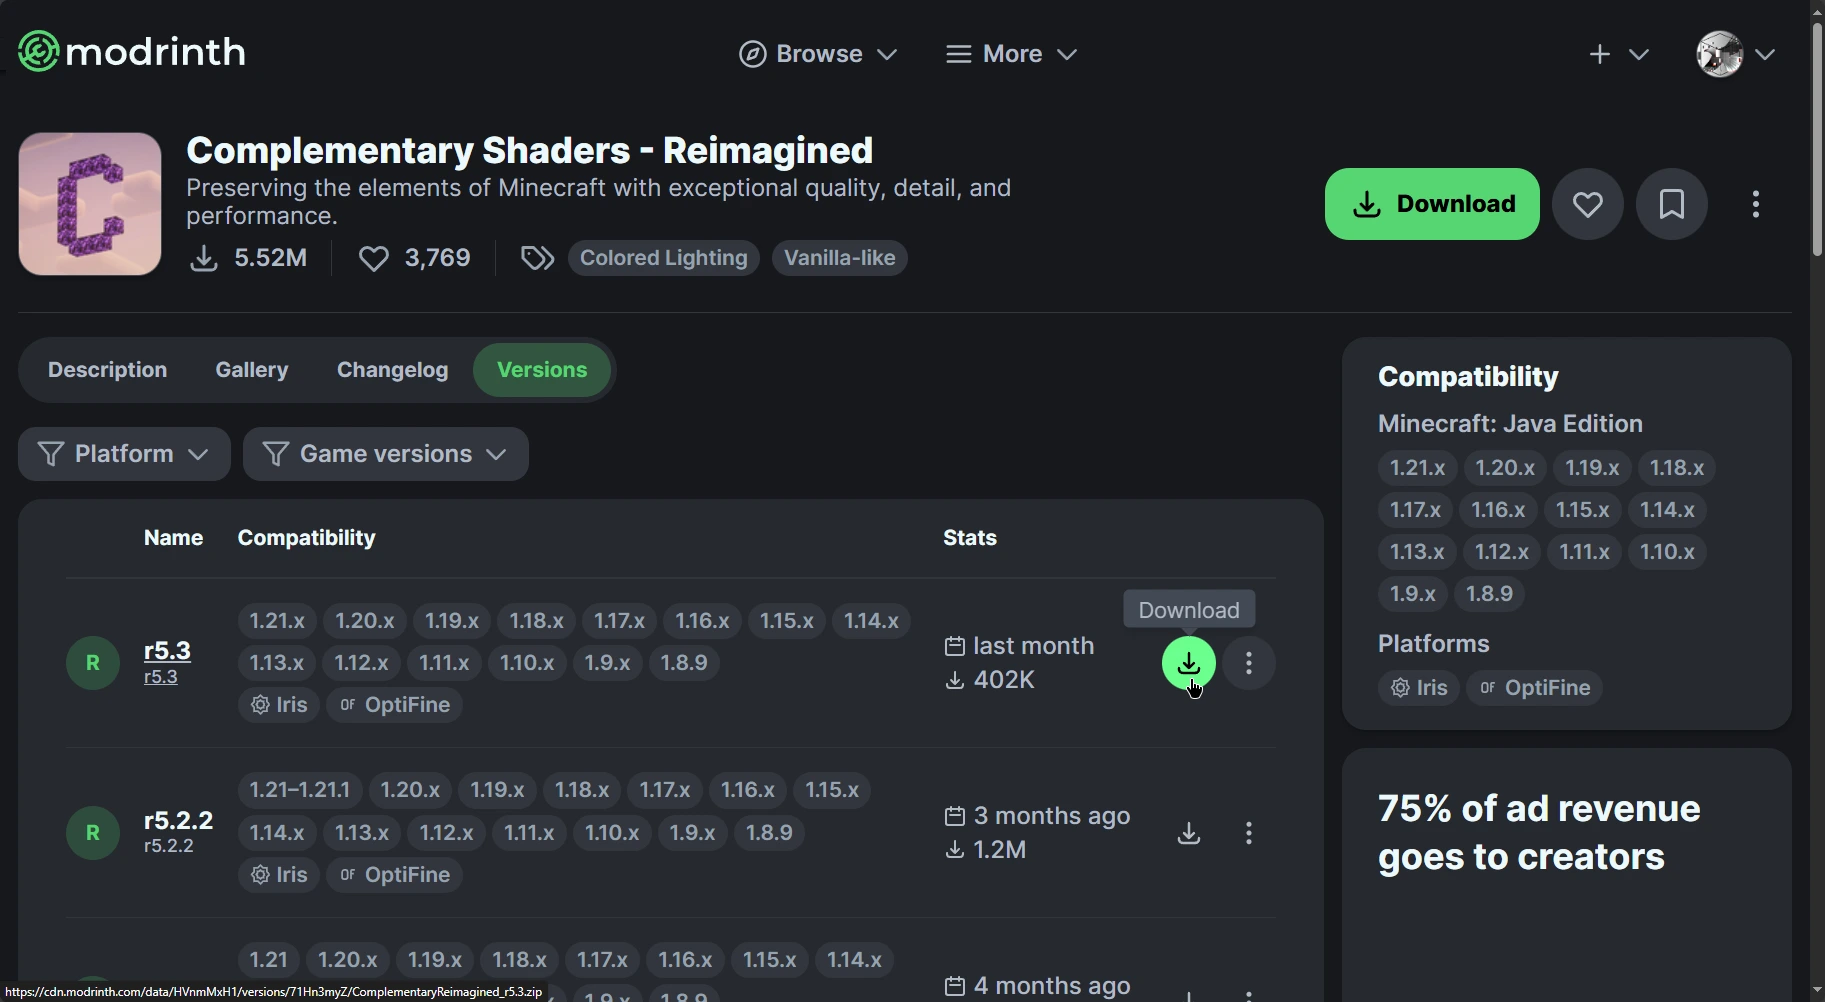 modrinth
Browse
More
Complementary Shaders - Reimagined
Preserving the elements of Minecraft with exceptional quality, detail, and
performance.
5.52M
3,769
Colored Lighting
Vanilla-like
Download
Description Gallery Changelog Versions
Platform
Game versions
Name Compatibility Stats
r5.3
r5.3
1.21.x 1.20.x 1.19.x 1.18.x 1.17.x 1.16.x 1.15.x 1.14.x
1.13.x 1.12.x 1.11.x 1.10.x 1.9.x 1.8.9
Iris OF OptiFine
last month
402K
Download
R
r5.2.2
r5.2.2
1.21–1.21.1 1.20.x 1.19.x 1.18.x 1.17.x 1.16.x 1.15.x
1.14.x 1.13.x 1.12.x 1.11.x 1.10.x 1.9.x 1.8.9
Iris OF OptiFine
3 months ago
1.2M
R
1.21 1.20.x 1.19.x 1.18.x 1.17.x 1.16.x 1.15.x 1.14.x
1.9.x 1.8.9
4 months ago
https://cdn.modrinth.com/data/HVnmMxH1/versions/71Hn3myZ/ComplementaryReimagined_r5.3.zip
Compatibility
Minecraft: Java Edition
1.21.x 1.20.x 1.19.x 1.18.x
1.17.x 1.16.x 1.15.x 1.14.x
1.13.x 1.12.x 1.11.x 1.10.x
1.9.x 1.8.9
Platforms
Iris OF OptiFine
75% of ad revenue
goes to creators